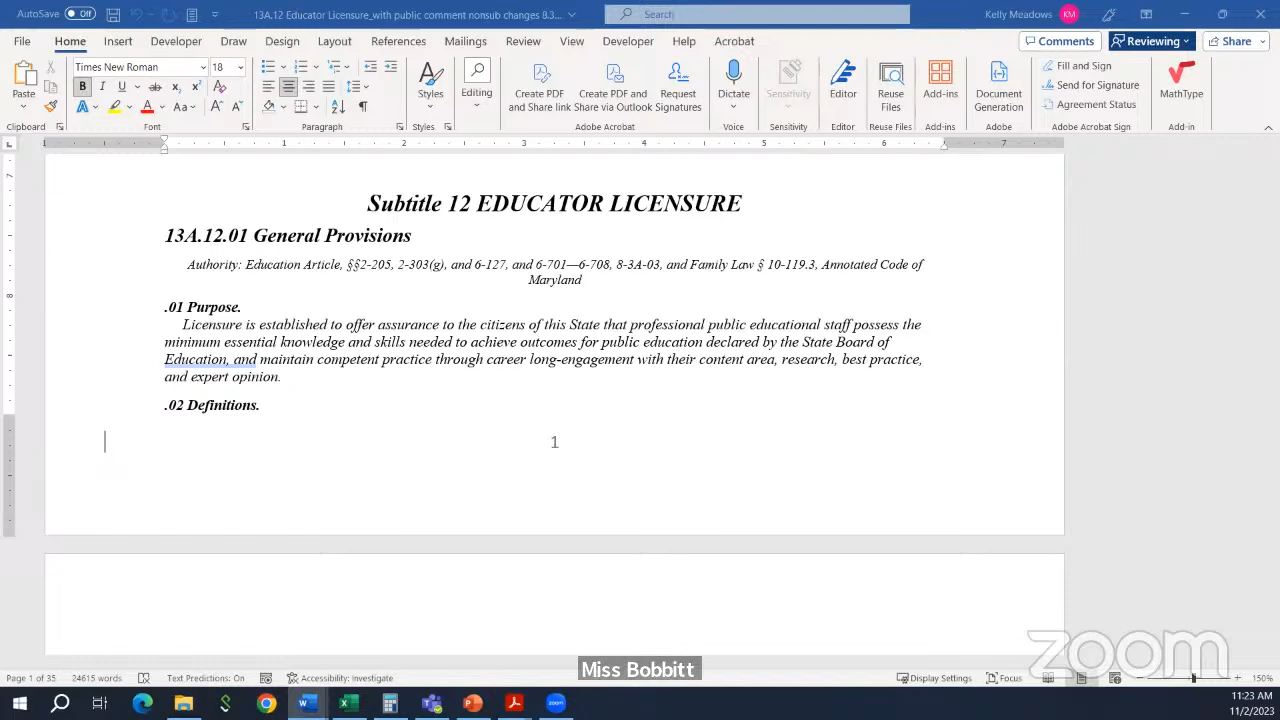 AutoSave Off 13A.12 Educator Licensure_with public comment nonsub changes 8.3... Search Kelly Meadows KM
File Home Insert Developer Draw Design Layout References Mailings Review View Developer Help Acrobat Comments Reviewing Share
Times New Roman 18
Paste Styles Editing Create PDF and Share link Create PDF and Share via Outlook Request Signatures Dictate Sensitivity Editor Reuse Files Add-ins Document Generation Fill and Sign Send for Signature Agreement Status MathType
Clipboard Font Paragraph Styles Adobe Acrobat Voice Sensitivity Editor Reuse Files Add-ins Adobe Adobe Acrobat Sign Add-in
1 1 2 3 4 5 6 7
7
8
Subtitle 12 EDUCATOR LICENSURE
13A.12.01 General Provisions
Authority: Education Article, §§2-205, 2-303(g), and 6-127, and 6-701—6-708, 8-3A-03, and Family Law § 10-119.3, Annotated Code of
Maryland
.01 Purpose.
Licensure is established to offer assurance to the citizens of this State that professional public educational staff possess the
minimum essential knowledge and skills needed to achieve outcomes for public education declared by the State Board of
Education, and maintain competent practice through career long-engagement with their content area, research, best practice,
and expert opinion.
.02 Definitions.
1
zoom
Miss Bobbitt
Page 1 of 35 24615 words Text Predictions: On Accessibility: Investigate Display Settings Focus 150%
11:23 AM
11/2/2023